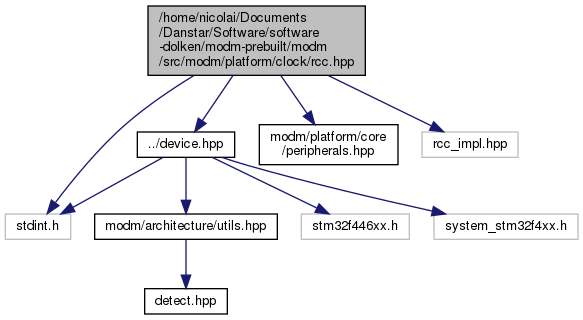 /home/nicolai/Documents
/Danstar/Software/software
-dolken/modm-prebuilt/modm
/src/modm/platform/clock/rcc.hpp
../device.hpp
modm/platform/core
/peripherals.hpp
rcc_impl.hpp
stdint.h
modm/architecture/utils.hpp
stm32f446xx.h
system_stm32f4xx.h
detect.hpp